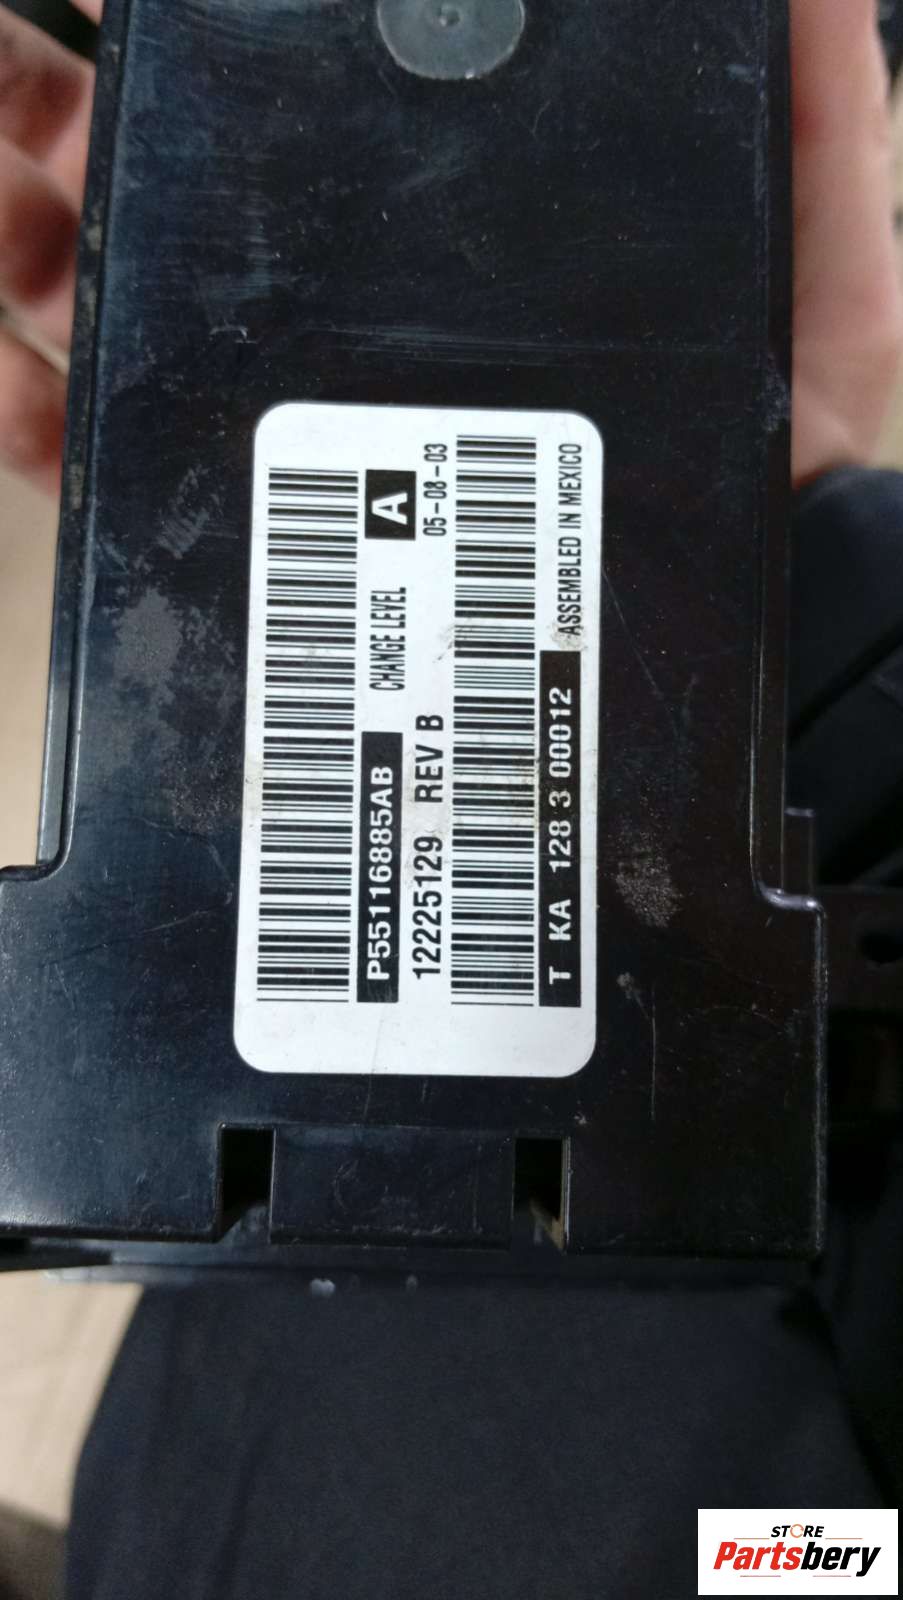 P55116885AB
CHANGE LEVEL A
12225129 REV B 05-08-03
T KA 128 3 00012 ASSEMBLED IN MEXICO
STORE
Partsbery